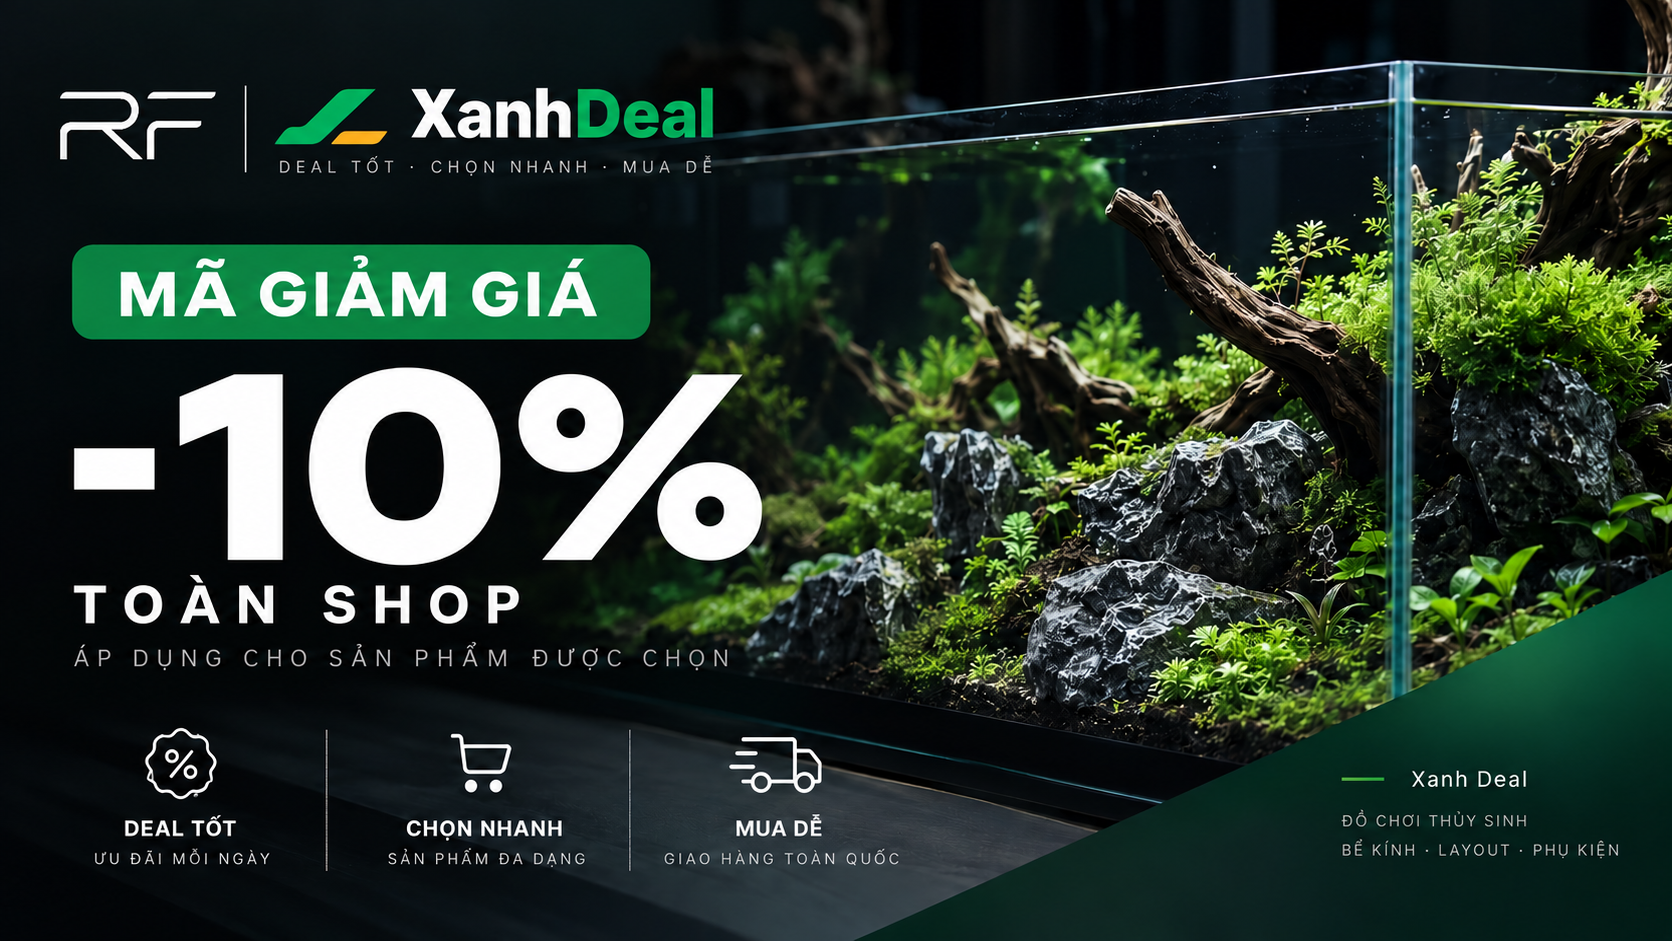 RF
XanhDeal
DEAL TỐT · CHỌN NHANH · MUA DỄ
MÃ GIẢM GIÁ
-10%
TOÀN SHOP
ÁP DỤNG CHO SẢN PHẨM ĐƯỢC CHỌN
%
DEAL TỐT
ƯU ĐÃI MỖI NGÀY
CHỌN NHANH
SẢN PHẨM ĐA DẠNG
MUA DỄ
GIAO HÀNG TOÀN QUỐC
Xanh Deal
ĐỒ CHƠI THỦY SINH
BỂ KÍNH · LAYOUT · PHỤ KIỆN